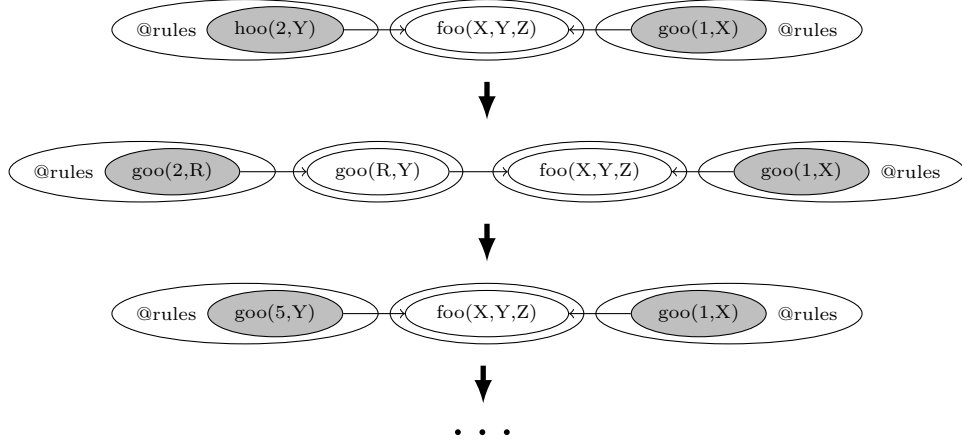 @rules hoo(2,Y) foo(X,Y,Z) goo(1,X) @rules
@rules goo(2,R) goo(R,Y) foo(X,Y,Z) goo(1,X) @rules
@rules goo(5,Y) foo(X,Y,Z) goo(1,X) @rules
. . .